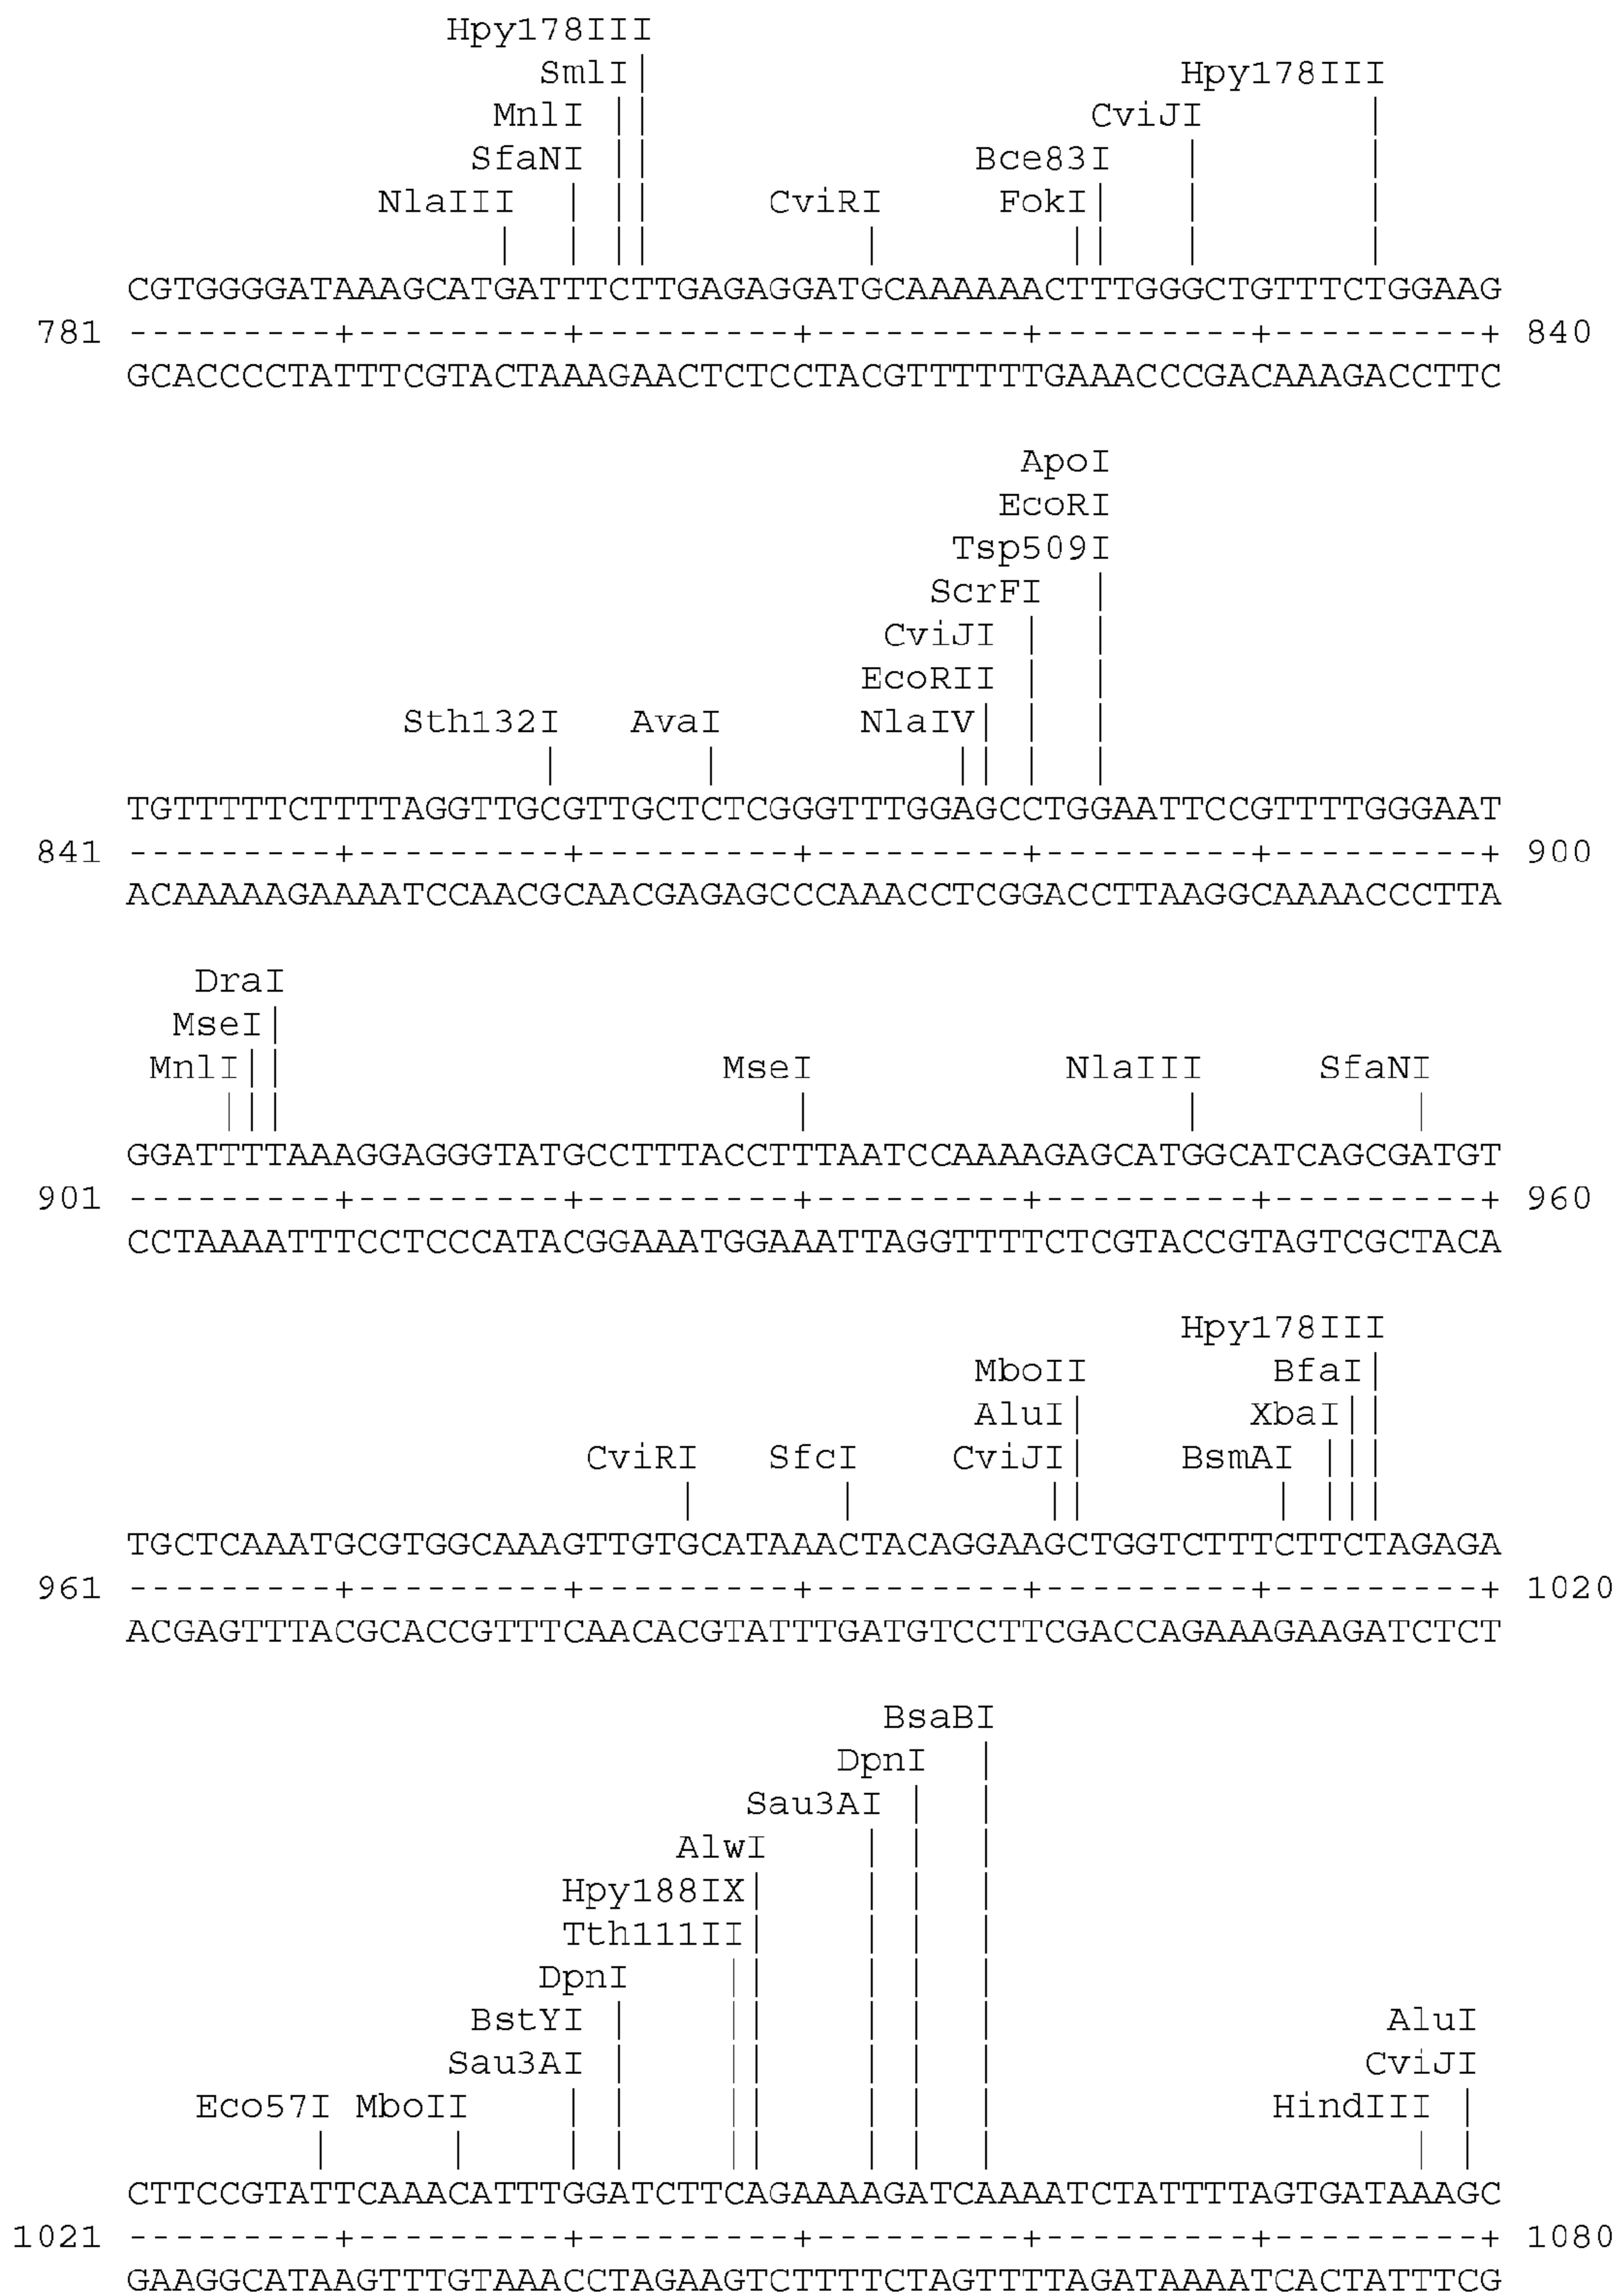 Hpy178III
SmlI| Hpy178III
MnlI || CviJI |
SfaNI || Bce83I | |
NlaIII | || CviRI FokI| | |
| | || | || | |
CGTGGGGATAAAGCATGATTTCTTGAGAGGATGCAAAAAACTTTGGGCTGTTTCTGGAAG
781 ---------+---------+---------+---------+---------+---------+ 840
GCACCCCTATTTCGTACTAAAGAACTCTCCTACGTTTTTTGAAACCCGACAAAGACCTTC
ApoI
EcoRI
Tsp509I
ScrFI |
CviJI | |
EcoRII | |
Sth132I AvaI NlaIV| | |
| | || | |
TGTTTTTCTTTTAGGTTGCGTTGCTCTCGGGTTTGGAGCCTGGAATTCCGTTTTGGGAAT
841 ---------+---------+---------+---------+---------+---------+ 900
ACAAAAAGAAAATCCAACGCAACGAGAGCCCAAACCTCGGACCTTAAGGCAAAACCCTTA
DraI
MseI|
MnlI|| MseI NlaIII SfaNI
||| | | |
GGATTTTAAAGGAGGGTATGCCTTTACCTTTAATCCAAAAGAGCATGGCATCAGCGATGT
901 ---------+---------+---------+---------+---------+---------+ 960
CCTAAAATTTCCTCCCATACGGAAATGGAAATTAGGTTTTCTCGTACCGTAGTCGCTACA
Hpy178III
MboII BfaI|
AluI| XbaI||
CviRI SfcI CviJI| BsmAI |||
| | || | |||
TGCTCAAATGCGTGGCAAAGTTGTGCATAAACTACAGGAAGCTGGTCTTTCTTCTAGAGA
961 ---------+---------+---------+---------+---------+---------+ 1020
ACGAGTTTACGCACCGTTTCAACACGTATTTGATGTCCTTCGACCAGAAAGAAGATCTCT
BsaBI
DpnI |
Sau3AI | |
AlwI | | |
Hpy188IX| | | |
Tth111II| | | |
DpnI || | | |
BstYI | || | | | AluI
Sau3AI | || | | | CviJI
Eco57I MboII | | || | | | HindIII |
| | | | || | | | | |
CTTCCGTATTCAAACATTTGGATCTTCAGAAAAGATCAAAATCTATTTTAGTGATAAAGC
1021 ---------+---------+---------+---------+---------+---------+ 1080
GAAGGCATAAGTTTGTAAACCTAGAAGTCTTTTCTAGTTTTAGATAAAATCACTATTTCG